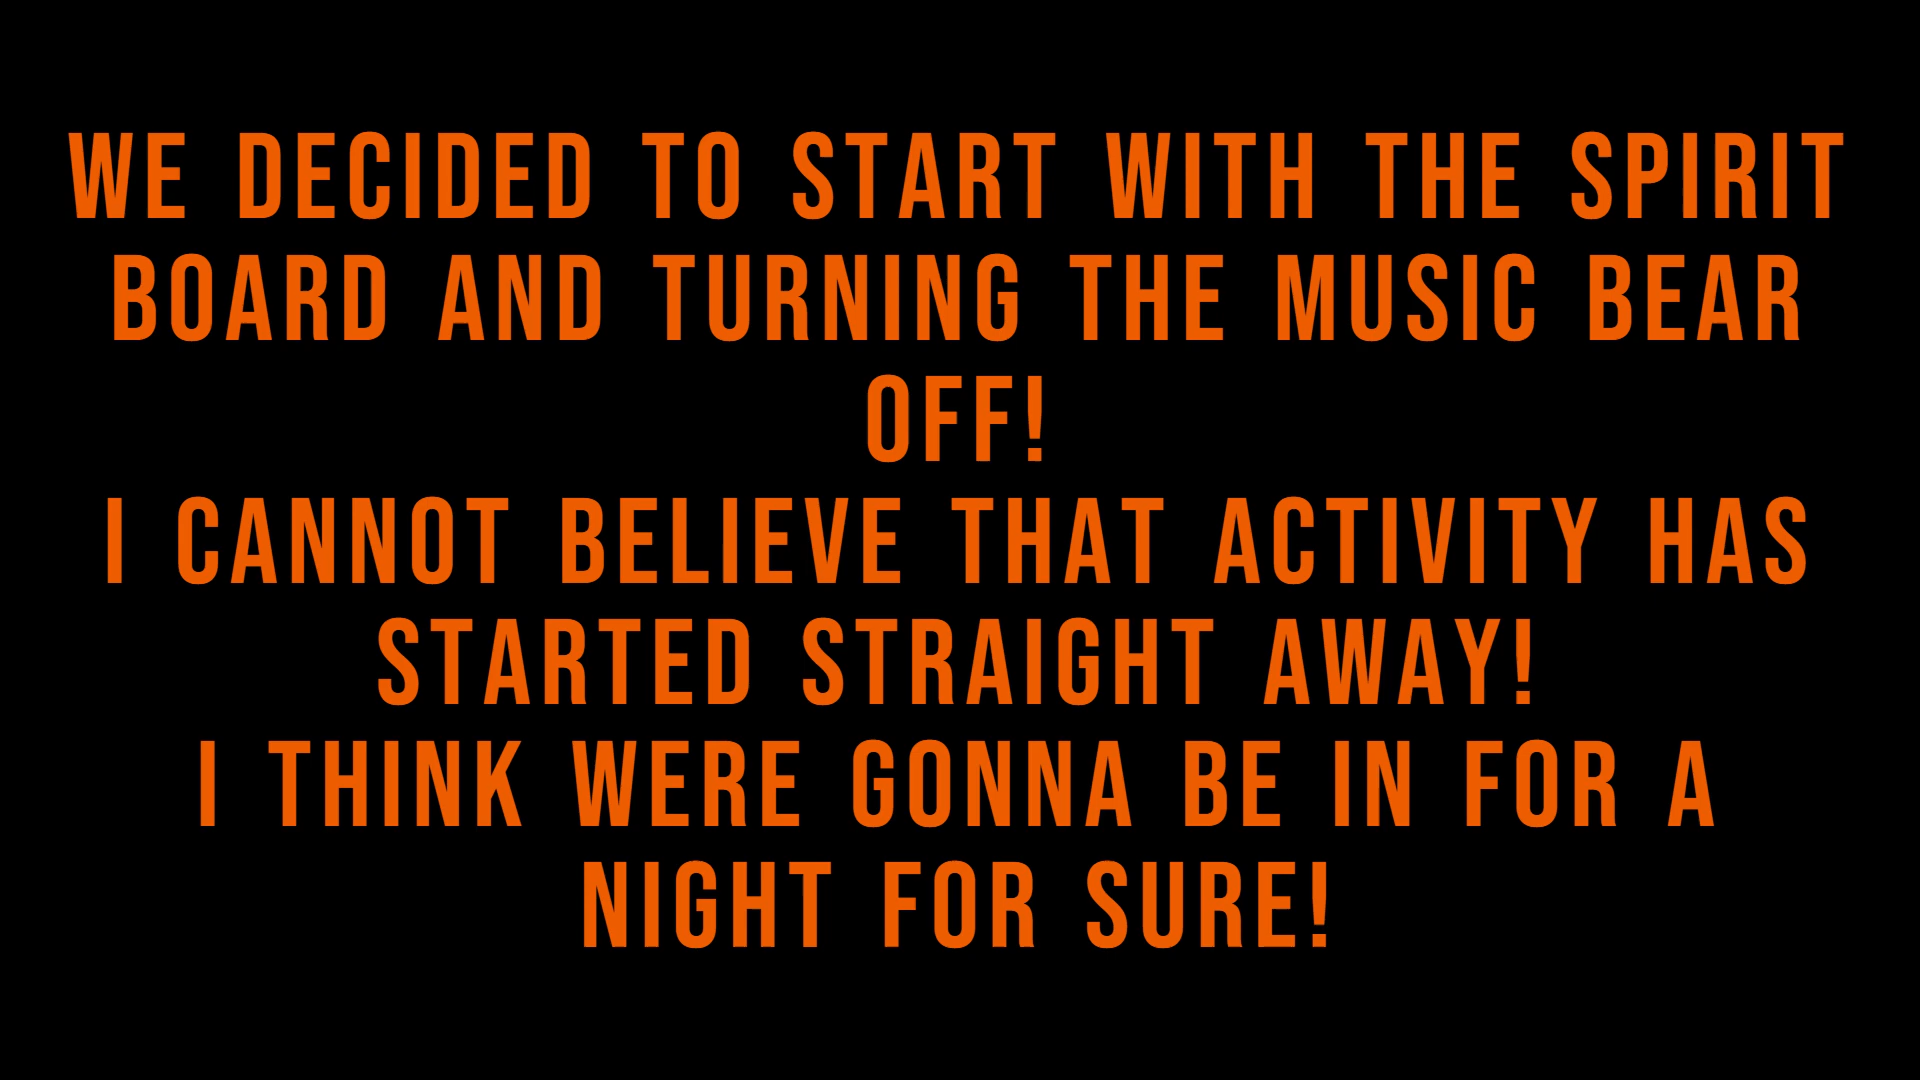 WE DECIDED TO START WITH THE SPIRIT
BOARD AND TURNING THE MUSIC BEAR
OFF!
I CANNOT BELIEVE THAT ACTIVITY HAS
STARTED STRAIGHT AWAY!
I THINK WERE GONNA BE IN FOR A
NIGHT FOR SURE!